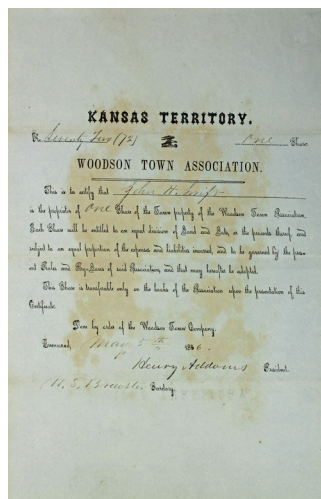 KANSAS TERRITORY.
No Seventy Two (72) One Share
WOODSON TOWN ASSOCIATION.
This is to certify that John H.
is the proprietor of One Share of the Town property of the Woodson Town Association.
Each Share will be entitled to an equal division of Land and Lots, or the proceeds thereof and
subject to an equal proportion of the expenses and liabilities incurred, and to be governed by the pres-
ent Rules and Bye-Laws of said Association, and that may hereafter be adopted.
This Share is transferable only on the books of the Association upon the presentation of this
Certificate.
Done by order of the Woodson Town Company.
Tecumseh, May 5th 1856.
Henry Addams President.
Secretary.